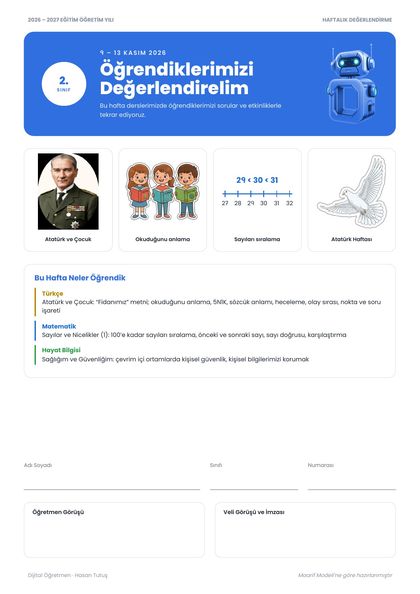 2026 – 2027 EĞİTİM ÖĞRETİM YILI
HAFTALIK DEĞERLENDİRME
9 – 13 KASIM 2026
2.
SINIF
Öğrendiklerimizi
Değerlendirelim
Bu hafta derslerimizde öğrendiklerimizi sorular ve etkinliklerle
tekrar ediyoruz.
29 < 30 < 31
27 28 29 30 31 32
Atatürk ve Çocuk
Okuduğunu anlama
Sayıları sıralama
Atatürk Haftası
Bu Hafta Neler Öğrendik
Türkçe
Atatürk ve Çocuk: “Fidanımız” metni; okuduğunu anlama, 5N1K, sözcük anlamı, heceleme, olay sırası, nokta ve soru
işareti
Matematik
Sayılar ve Nicelikler (1): 100'e kadar sayıları sıralama, önceki ve sonraki sayı, sayı doğrusu, karşılaştırma
Hayat Bilgisi
Sağlığım ve Güvenliğim: çevrim içi ortamlarda kişisel güvenlik, kişisel bilgilerimizi korumak
Adı Soyadı
Sınıfı
Numarası
Öğretmen Görüşü
Veli Görüşü ve İmzası
Dijital Öğretmen · Hasan Tutuş
Maarif Modeli'ne göre hazırlanmıştır